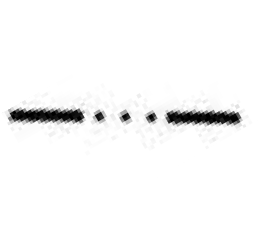 — . . . —